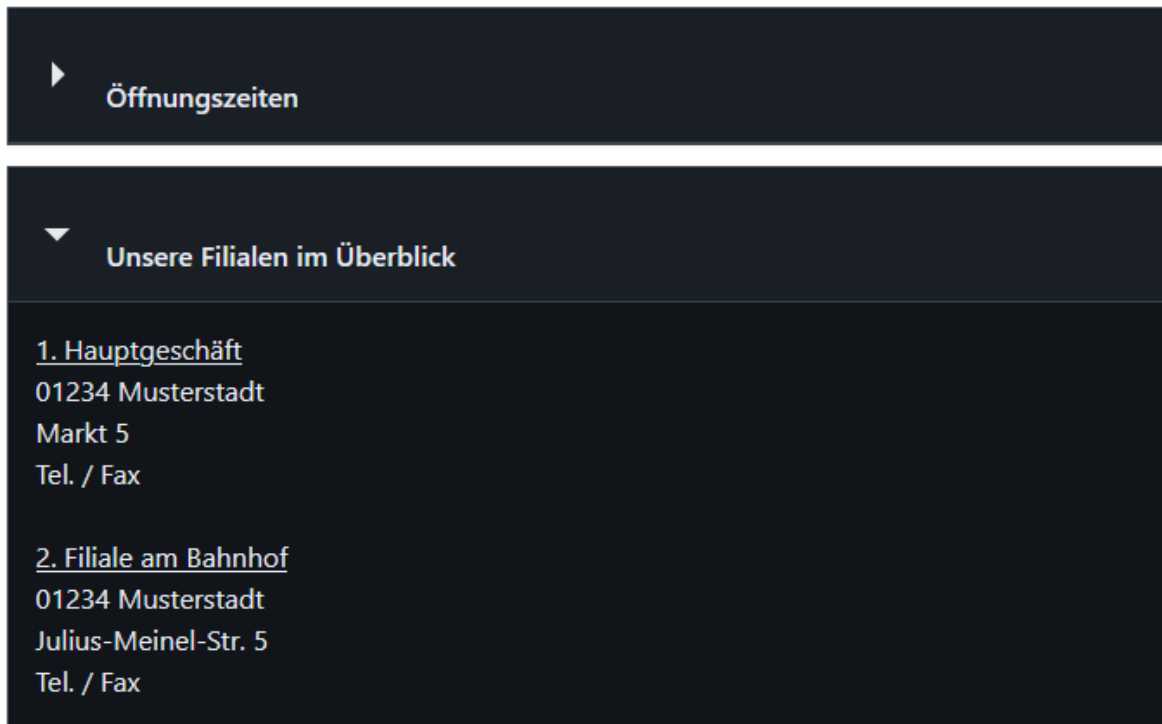 Öffnungszeiten
Unsere Filialen im Überblick
1. Hauptgeschäft
01234 Musterstadt
Markt 5
Tel. / Fax
2. Filiale am Bahnhof
01234 Musterstadt
Julius-Meinel-Str. 5
Tel. / Fax